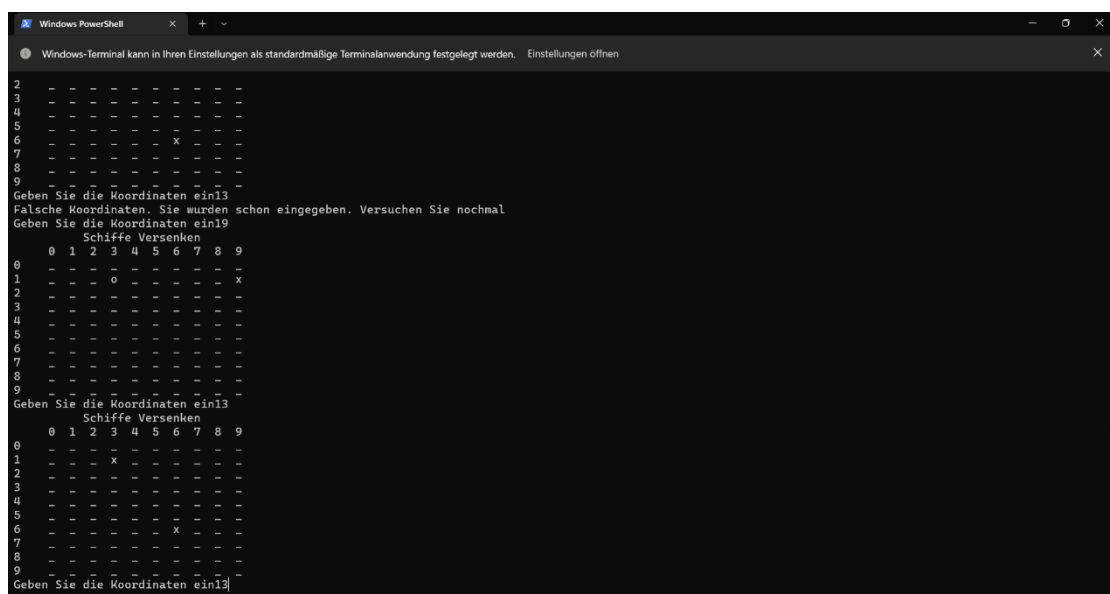 Windows PowerShell
Windows-Terminal kann in Ihren Einstellungen als standardmäßige Terminalanwendung festgelegt werden. Einstellungen öffnen
2 _ _ _ _ _ _ _ _ _ _
3 _ _ _ _ _ _ _ _ _ _
4 _ _ _ _ _ _ _ _ _ _
5 _ _ _ _ _ _ _ _ _ _
6 _ _ _ _ _ _ x _ _ _
7 _ _ _ _ _ _ _ _ _ _
8 _ _ _ _ _ _ _ _ _ _
9 _ _ _ _ _ _ _ _ _ _
Geben Sie die Koordinaten ein13
Falsche Koordinaten. Sie wurden schon eingegeben. Versuchen Sie nochmal
Geben Sie die Koordinaten ein19
Schiffe Versenken
0 1 2 3 4 5 6 7 8 9
0 _ _ _ _ _ _ _ _ _ _
1 _ _ _ o _ _ _ _ _ x
2 _ _ _ _ _ _ _ _ _ _
3 _ _ _ _ _ _ _ _ _ _
4 _ _ _ _ _ _ _ _ _ _
5 _ _ _ _ _ _ _ _ _ _
6 _ _ _ _ _ _ _ _ _ _
7 _ _ _ _ _ _ _ _ _ _
8 _ _ _ _ _ _ _ _ _ _
9 _ _ _ _ _ _ _ _ _ _
Geben Sie die Koordinaten ein13
Schiffe Versenken
0 1 2 3 4 5 6 7 8 9
0 _ _ _ _ _ _ _ _ _ _
1 _ _ _ x _ _ _ _ _ _
2 _ _ _ _ _ _ _ _ _ _
3 _ _ _ _ _ _ _ _ _ _
4 _ _ _ _ _ _ _ _ _ _
5 _ _ _ _ _ _ _ _ _ _
6 _ _ _ _ _ _ x _ _ _
7 _ _ _ _ _ _ _ _ _ _
8 _ _ _ _ _ _ _ _ _ _
9 _ _ _ _ _ _ _ _ _ _
Geben Sie die Koordinaten ein13